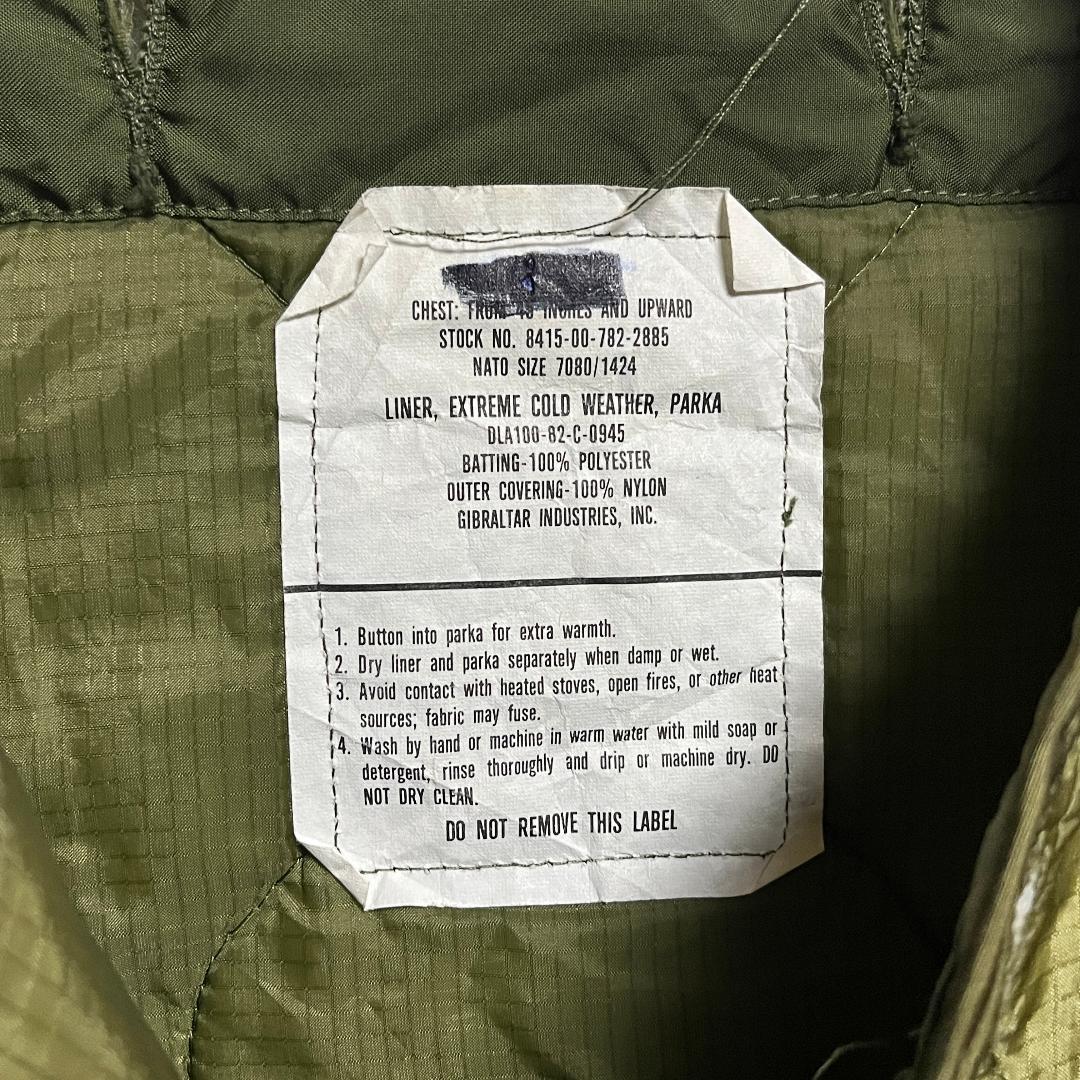 CHEST: FROM INCHES AND UPWARD
STOCK NO. 8415-00-782-2885
NATO SIZE 7080/1424
LINER, EXTREME COLD WEATHER, PARKA
DLA100-82-C-0945
BATTING-100% POLYESTER
OUTER COVERING-100% NYLON
GIBRALTAR INDUSTRIES, INC.
1. Button into parka for extra warmth.
2. Dry liner and parka separately when damp or wet.
3. Avoid contact with heated stoves, open fires, or other heat
sources; fabric may fuse.
4. Wash by hand or machine in warm water with mild soap or
detergent, rinse thoroughly and drip or machine dry. DO
NOT DRY CLEAN.
DO NOT REMOVE THIS LABEL